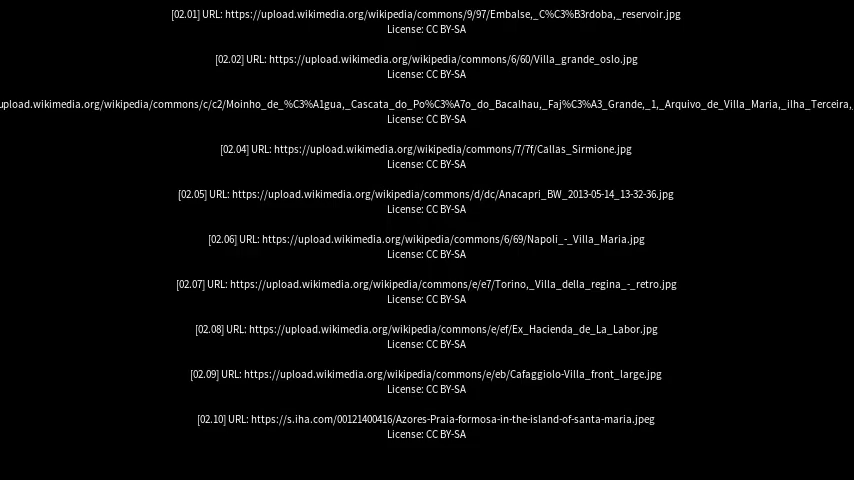 [02.01] URL: https://upload.wikimedia.org/wikipedia/commons/9/97/Embalse,_C%C3%B3rdoba,_reservoir.jpg
License: CC BY-SA
[02.02] URL: https://upload.wikimedia.org/wikipedia/commons/6/60/Villa_grande_oslo.jpg
License: CC BY-SA
upload.wikimedia.org/wikipedia/commons/c/c2/Moinho_de_%C3%A1gua,_Cascata_do_Po%C3%A7o_do_Bacalhau,_Faj%C3%A3_Grande,_1,_Arquivo_de_Villa_Maria,_ilha_Terceira,_
License: CC BY-SA
[02.04] URL: https://upload.wikimedia.org/wikipedia/commons/7/7f/Callas_Sirmione.jpg
License: CC BY-SA
[02.05] URL: https://upload.wikimedia.org/wikipedia/commons/d/dc/Anacapri_BW_2013-05-14_13-32-36.jpg
License: CC BY-SA
[02.06] URL: https://upload.wikimedia.org/wikipedia/commons/6/69/Napoli_-_Villa_Maria.jpg
License: CC BY-SA
[02.07] URL: https://upload.wikimedia.org/wikipedia/commons/e/e7/Torino,_Villa_della_regina_-_retro.jpg
License: CC BY-SA
[02.08] URL: https://upload.wikimedia.org/wikipedia/commons/e/ef/Ex_Hacienda_de_La_Labor.jpg
License: CC BY-SA
[02.09] URL: https://upload.wikimedia.org/wikipedia/commons/e/eb/Cafaggiolo-Villa_front_large.jpg
License: CC BY-SA
[02.10] URL: https://s.iha.com/00121400416/Azores-Praia-formosa-in-the-island-of-santa-maria.jpeg
License: CC BY-SA